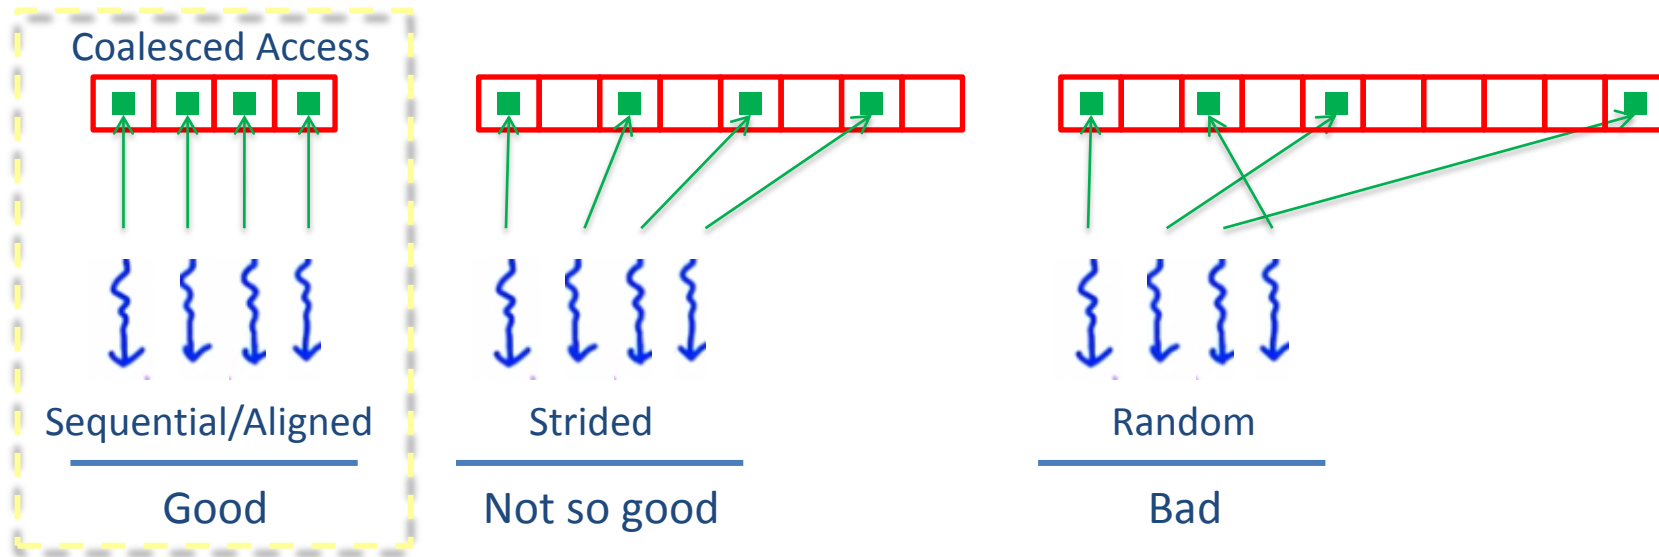 Coalesced Access
Sequential/Aligned
Good
Strided
Not so good
Random
Bad